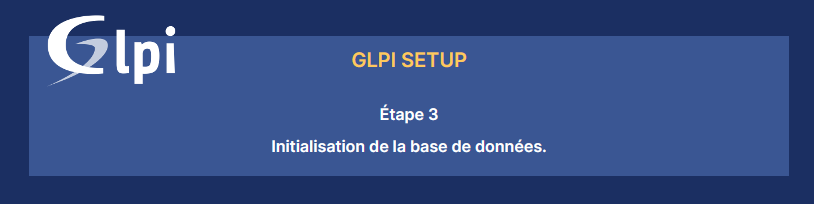 Glpi
GLPI SETUP
Étape 3
Initialisation de la base de données.